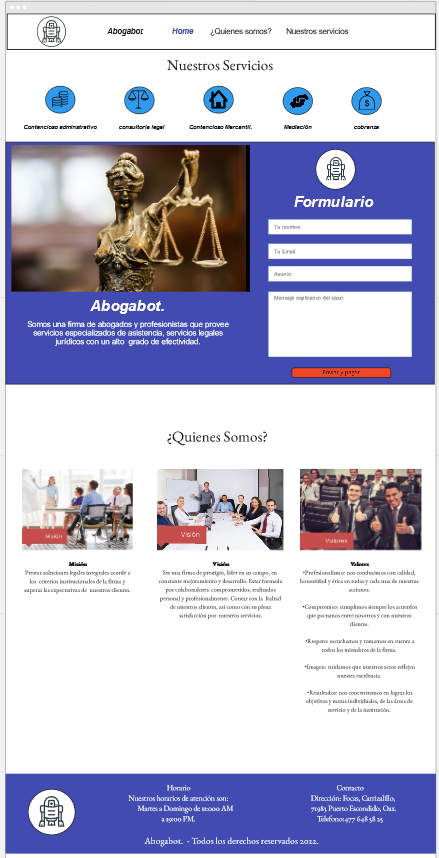 Abogabot
Home
¿Quienes somos?
Nuestros servicios
Nuestros Servicios
Contencioso adminstrativo
consultoria legal
Contencioso Mercantil.
Mediación
cobranza
Abogabot.
Somos una firma de abogados y profesionistas que provee
servicios especializados de asistencia, servicios legales
jurídicos con un alto grado de efectividad.
Formulario
Tu nombre
Tu Email
Asunto
Mensaje explicativo del caso
Enviar y pagar
¿Quienes Somos?
Misión
Visión
Valores
Misión
Prestar soluciones legales integrales acorde a
los criterios institucionales de la firma y
superar las expectativas de nuestros clientes.
Visión
Ser una firma de prestigio, líder en su campo, en
constante mejoramiento y desarrollo. Estar formada
por colaboradores comprometidos, realizados
personal y profesionalmente. Contar con la lealtad
de nuestros clientes, así como con su plena
satisfacción por nuestros servicios.
Valores
•Profesionalismo: nos conducimos con calidad,
honestidad y ética en todas y cada una de nuestras
acciones.
•Compromiso: cumplimos siempre los acuerdos
que pactamos entre nosotros y con nuestros
clientes.
•Respeto: escuchamos y tomamos en cuenta a
todos los miembros de la firma.
•Imagen: cuidamos que nuestros actos reflejen
nuestra excelencia.
•Resultados: nos concentramos en lograr los
objetivos y metas individuales, de las áreas de
servicio y de la institución.
Horario
Nuestros horarios de atención son:
Martes a Domingo de 10:00 AM
a 19:00 PM.
Contacto
Dirección: Focas, Carrizalillo,
71983 Puerto Escondido, Oax.
Télefono:477 648 58 25
Abogabot. - Todos los derechos reservados 2022.